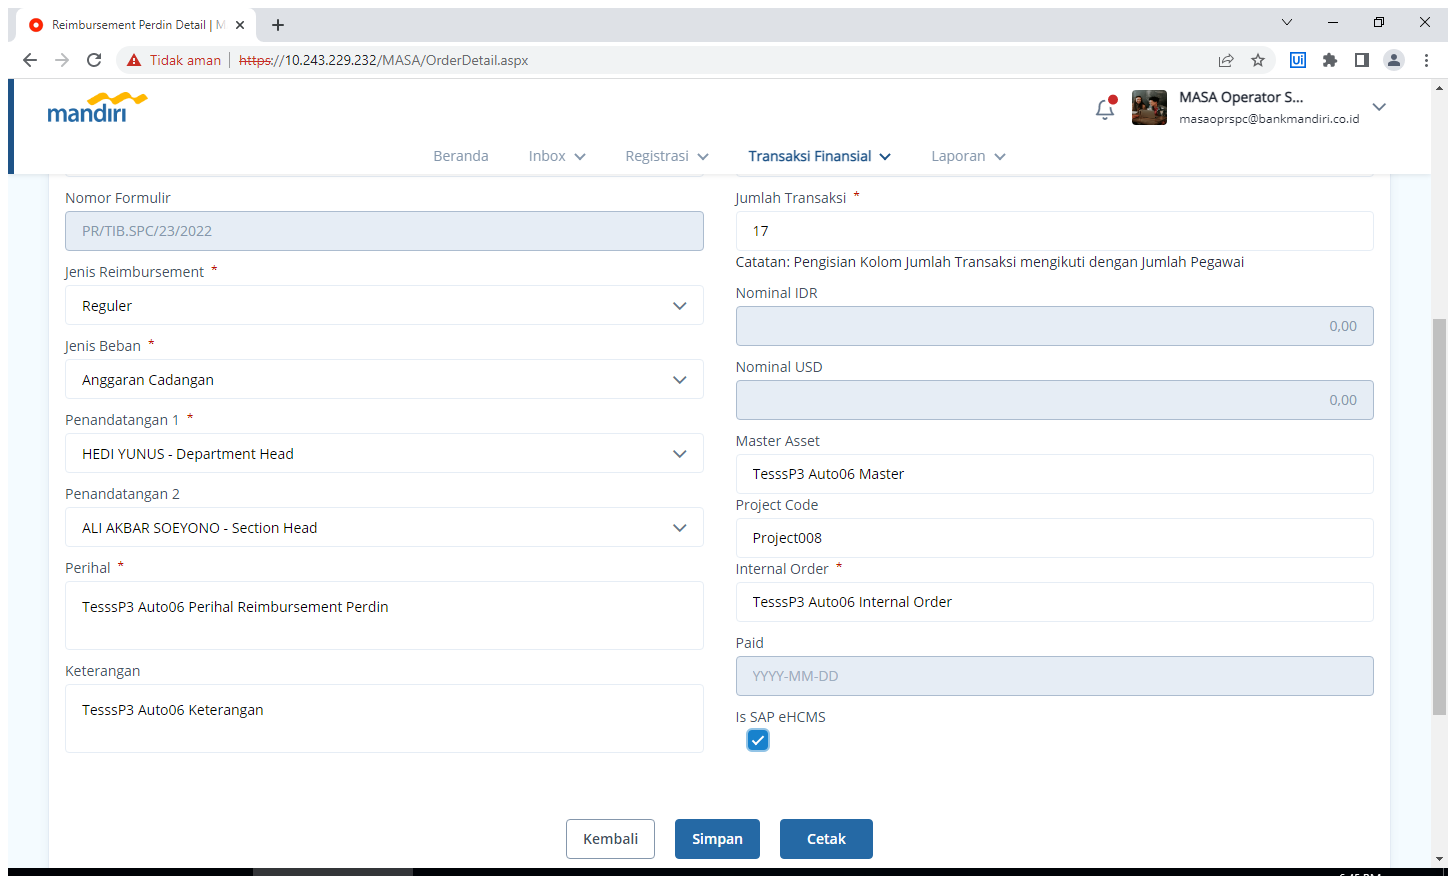 Reimbursement Perdin Detail | M
Tidak aman
https://10.243.229.232/MASA/OrderDetail.aspx
Ui
mandiri
MASA Operator S...
masaoprspc@bankmandiri.co.id
Beranda Inbox Registrasi Transaksi Finansial Laporan
Nomor Formulir
PR/TIB.SPC/23/2022
Jenis Reimbursement *
Reguler
Jenis Beban *
Anggaran Cadangan
Penandatangan 1 *
HEDI YUNUS - Department Head
Penandatangan 2
ALI AKBAR SOEYONO - Section Head
Perihal *
TesssP3 Auto06 Perihal Reimbursement Perdin
Keterangan
TesssP3 Auto06 Keterangan
Jumlah Transaksi *
17
Catatan: Pengisian Kolom Jumlah Transaksi mengikuti dengan Jumlah Pegawai
Nominal IDR
0,00
Nominal USD
0,00
Master Asset
TesssP3 Auto06 Master
Project Code
Project008
Internal Order *
TesssP3 Auto06 Internal Order
Paid
YYYY-MM-DD
Is SAP eHCMS
Kembali Simpan Cetak